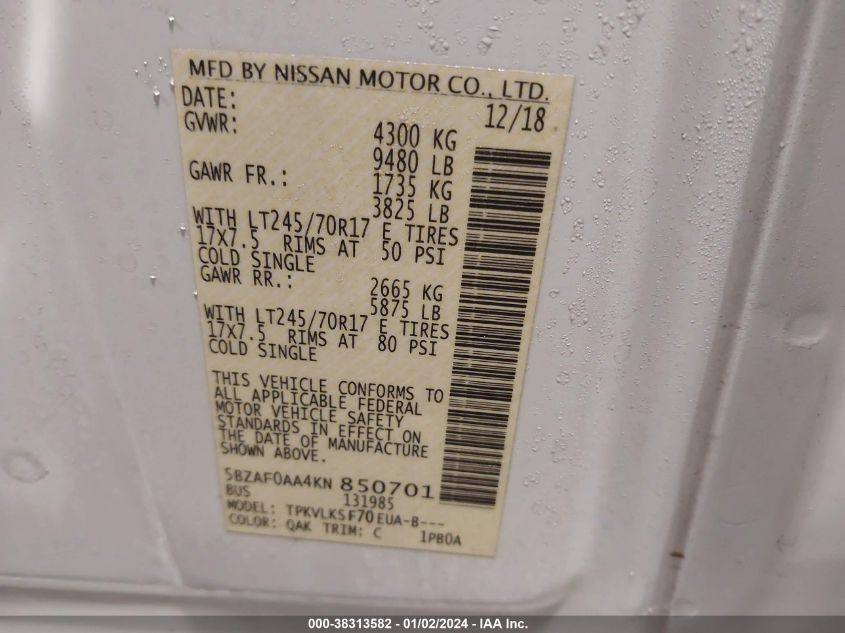 MFD BY NISSAN MOTOR CO., LTD.
DATE: 12/18
GVWR: 4300 KG
9480 LB
GAWR FR.: 1735 KG
3825 LB
WITH LT245/70R17 E TIRES
17X7.5 RIMS AT 50 PSI
COLD SINGLE
GAWR RR.: 2665 KG
5875 LB
WITH LT245/70R17 E TIRES
17X7.5 RIMS AT 80 PSI
COLD SINGLE
THIS VEHICLE CONFORMS TO
ALL APPLICABLE FEDERAL
MOTOR VEHICLE SAFETY
STANDARDS IN EFFECT ON
THE DATE OF MANUFACTURE
SHOWN ABOVE.
5BZAF0AA4KN 850701
BUS 131985
MODEL: TPKVLKSF70EUA-B---
COLOR: QAK TRIM: C 1PB0A
000-38313582 - 01/02/2024 - IAA Inc.